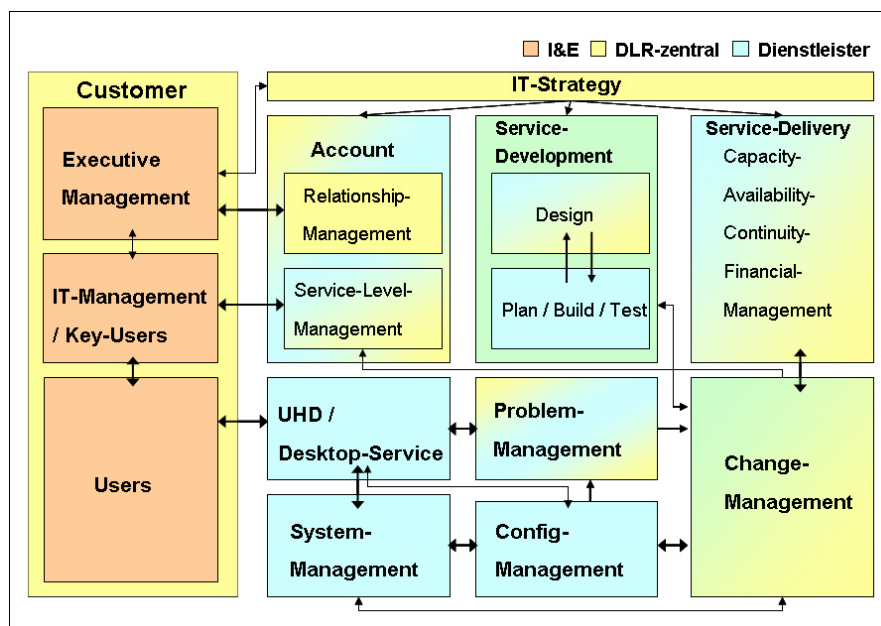 I&E DLR-zentral Dienstleister
Customer
IT-Strategy
Executive
Management
IT-Management
/ Key-Users
Users
Account
Relationship-
Management
Service-Level-
Management
Service-
Development
Design
Plan / Build / Test
Service-Delivery
Capacity-
Availability-
Continuity-
Financial-
Management
UHD /
Desktop-Service
Problem-
Management
Change-
Management
System-
Management
Config-
Management